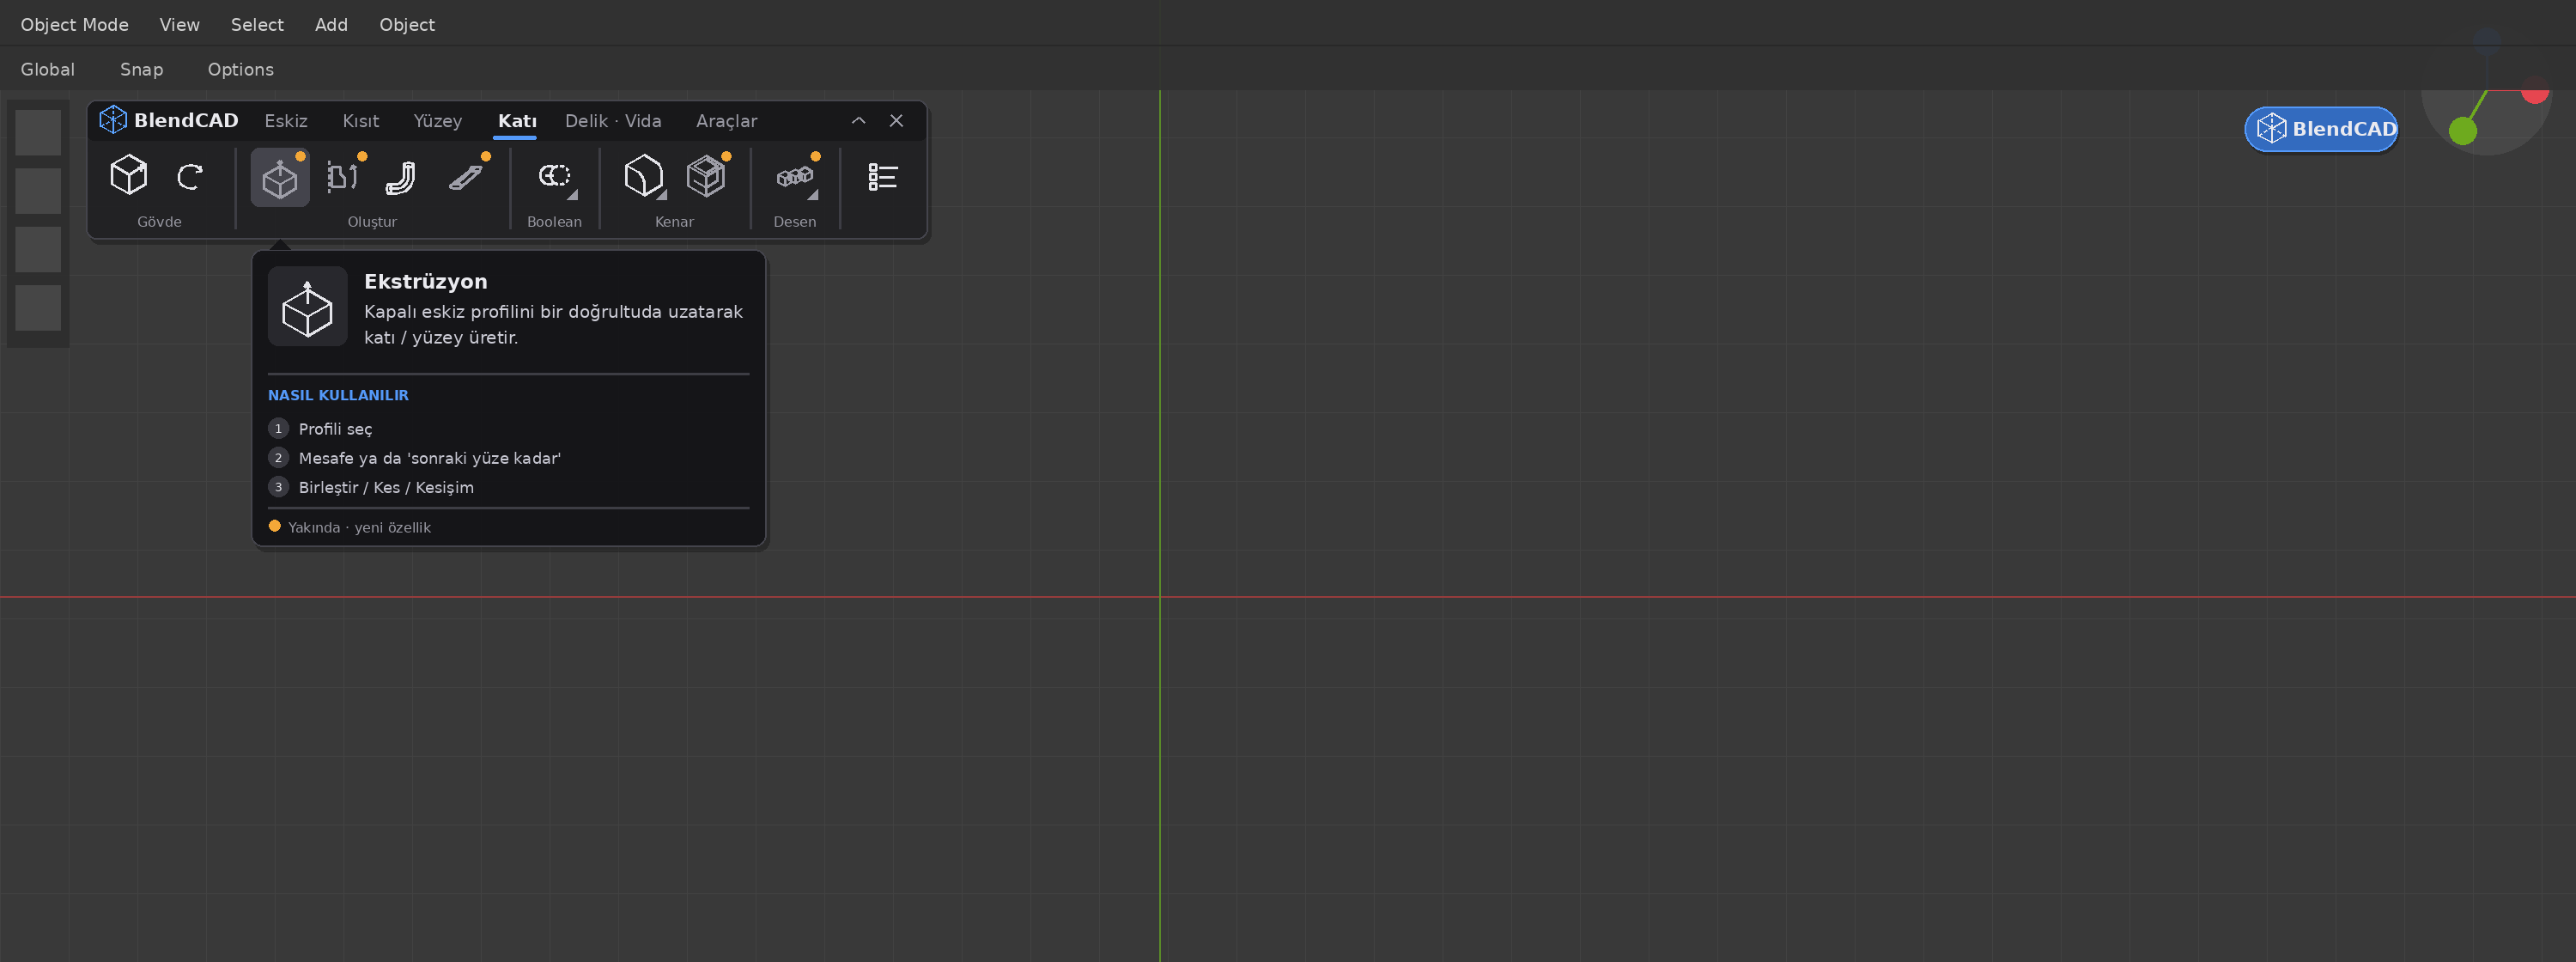 Object Mode View Select Add Object
Global Snap Options
BlendCAD Eskiz Kısıt Yüzey Katı Delik · Vida Araçlar
BlendCAD
Gövde Oluştur Boolean Kenar Desen
Ekstrüzyon
Kapalı eskiz profilini bir doğrultuda uzatarak
katı / yüzey üretir.
NASIL KULLANILIR
1 Profili seç
2 Mesafe ya da 'sonraki yüze kadar'
3 Birleştir / Kes / Kesişim
Yakında · yeni özellik